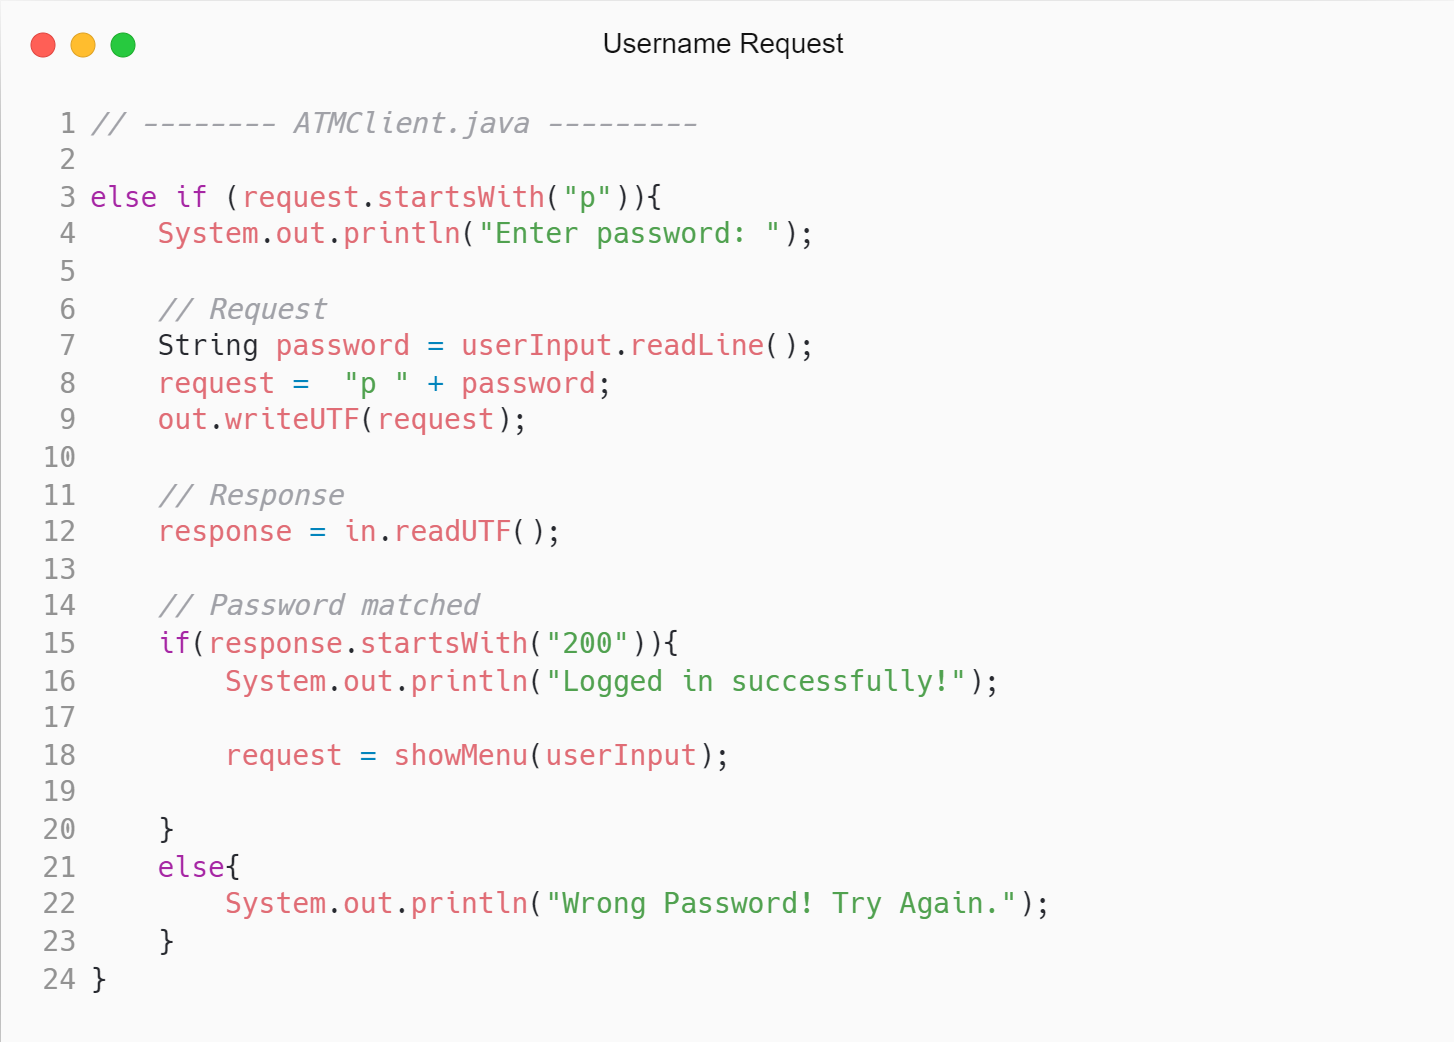 Username Request
1 // -------- ATMClient.java ---------
2
3 else if (request.startsWith("p")){
4     System.out.println("Enter password: ");
5
6     // Request
7     String password = userInput.readLine();
8     request =  "p " + password;
9     out.writeUTF(request);
10
11     // Response
12     response = in.readUTF();
13
14     // Password matched
15     if(response.startsWith("200")){
16         System.out.println("Logged in successfully!");
17
18         request = showMenu(userInput);
19
20     }
21     else{
22         System.out.println("Wrong Password! Try Again.");
23     }
24 }